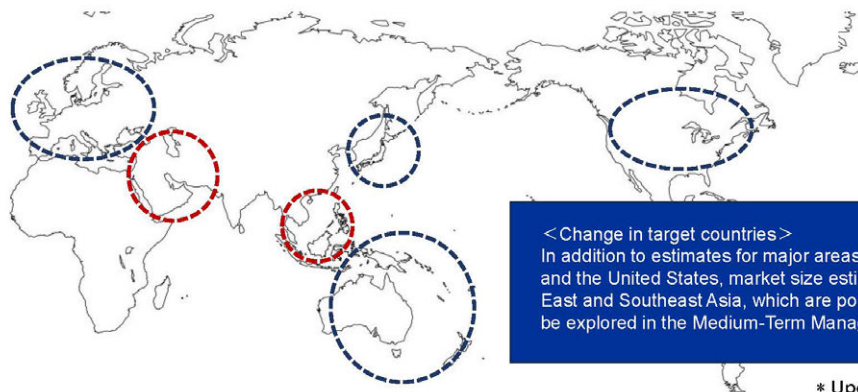 <Change in target countries>
In addition to estimates for major areas
and the United States, market size esti
East and Southeast Asia, which are po
be explored in the Medium-Term Mana
* Up